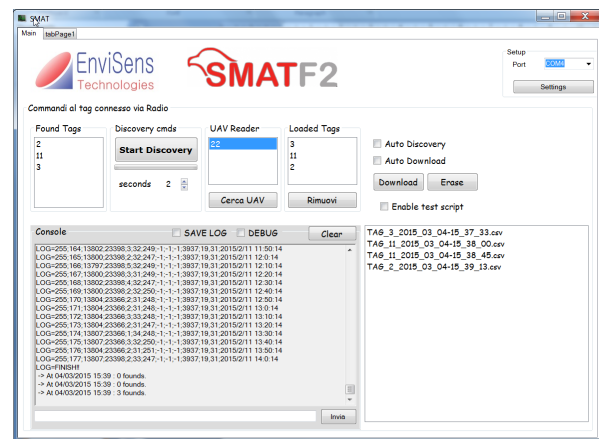 SMAT
Main
tabPage1
EnviSens
Technologies
SMATF2
Setup
Port
COM4
Settings
Commandi al tag connesso via Radio
Found Tags
2
11
3
Discovery cmds
Start Discovery
seconds 2
UAV Reader
22
Cerca UAV
Loaded Tags
3
11
2
Rimuovi
Auto Discovery
Auto Download
Download
Erase
Enable test script
Console
SAVE LOG
DEBUG
Clear
LOG=255;164;13802;23398;3;32;249;-1;-1;-1;3937;19;31;2015/2/11 11:50:14
LOG=255;165;13800;23398;2;32;247;-1;-1;-1;3937;19;31;2015/2/11 12:0:14
LOG=255;166;13797;23398;5;32;249;-1;-1;-1;3937;19;31;2015/2/11 12:10:14
LOG=255;167;13800;23398;3;31;249;-1;-1;-1;3937;19;31;2015/2/11 12:20:14
LOG=255;168;13802;23398;4;32;247;-1;-1;-1;3937;19;31;2015/2/11 12:30:14
LOG=255;169;13800;23398;2;32;250;-1;-1;-1;3937;19;31;2015/2/11 12:40:14
LOG=255;170;13804;23366;2;31;248;-1;-1;-1;3937;19;31;2015/2/11 12:50:14
LOG=255;171;13804;23366;2;31;248;-1;-1;-1;3937;19;31;2015/2/11 13:0:14
LOG=255;172;13804;23366;3;33;248;-1;-1;-1;3937;19;31;2015/2/11 13:10:14
LOG=255;173;13804;23366;2;31;247;-1;-1;-1;3937;19;31;2015/2/11 13:20:14
LOG=255;174;13807;23366;1;34;248;-1;-1;-1;3937;19;31;2015/2/11 13:30:14
LOG=255;175;13807;23366;3;32;250;-1;-1;-1;3937;19;31;2015/2/11 13:40:14
LOG=255;176;13804;23366;2;31;251;-1;-1;-1;3937;19;31;2015/2/11 13:50:14
LOG=255;177;13807;23398;2;33;247;-1;-1;-1;3937;19;31;2015/2/11 14:0:14
LOG=FINISH!!
-> At 04/03/2015 15:39 : 0 founds.
-> At 04/03/2015 15:39 : 0 founds.
-> At 04/03/2015 15:39 : 3 founds.
Invia
TAG_3_2015_03_04-15_37_33.csv
TAG_11_2015_03_04-15_38_00.csv
TAG_11_2015_03_04-15_38_45.csv
TAG_2_2015_03_04-15_39_13.csv